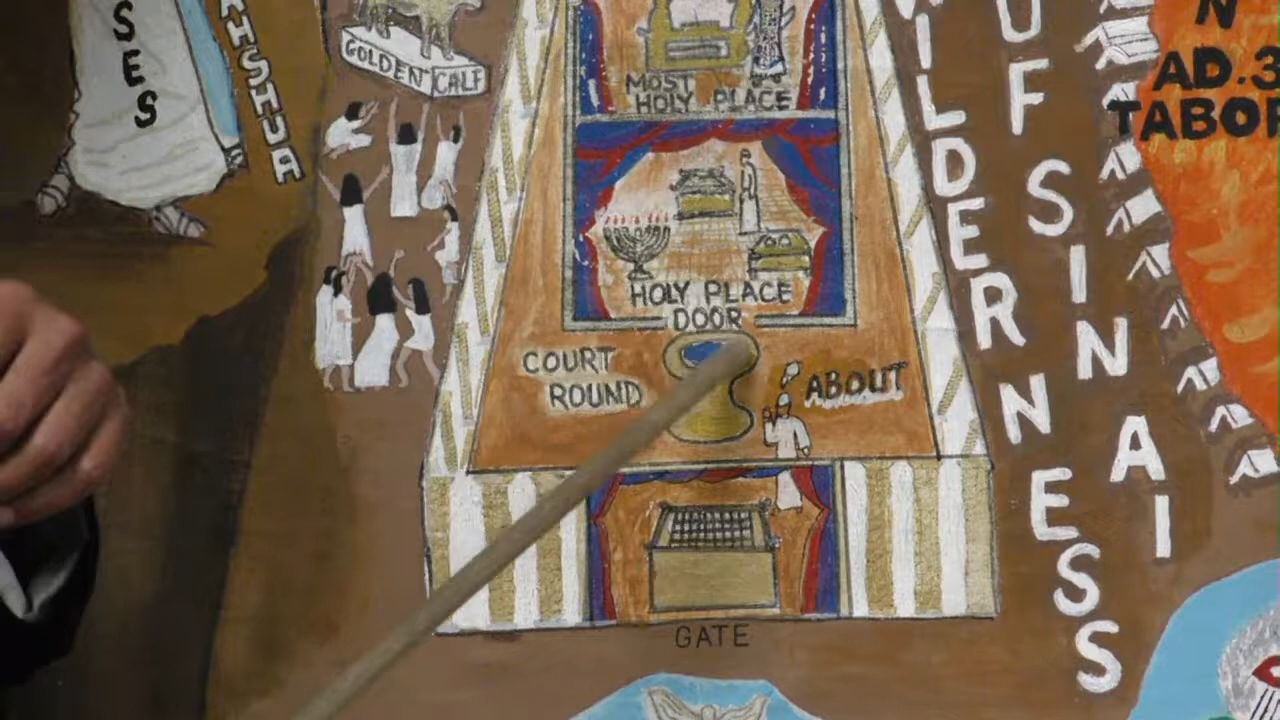 SES
GOLDEN CALF
MOST
HOLY PLACE
HOLY PLACE
DOOR
COURT
ROUND
ABOUT
GATE
WILDERNESS
OF SINAI
AD.3
TABOR